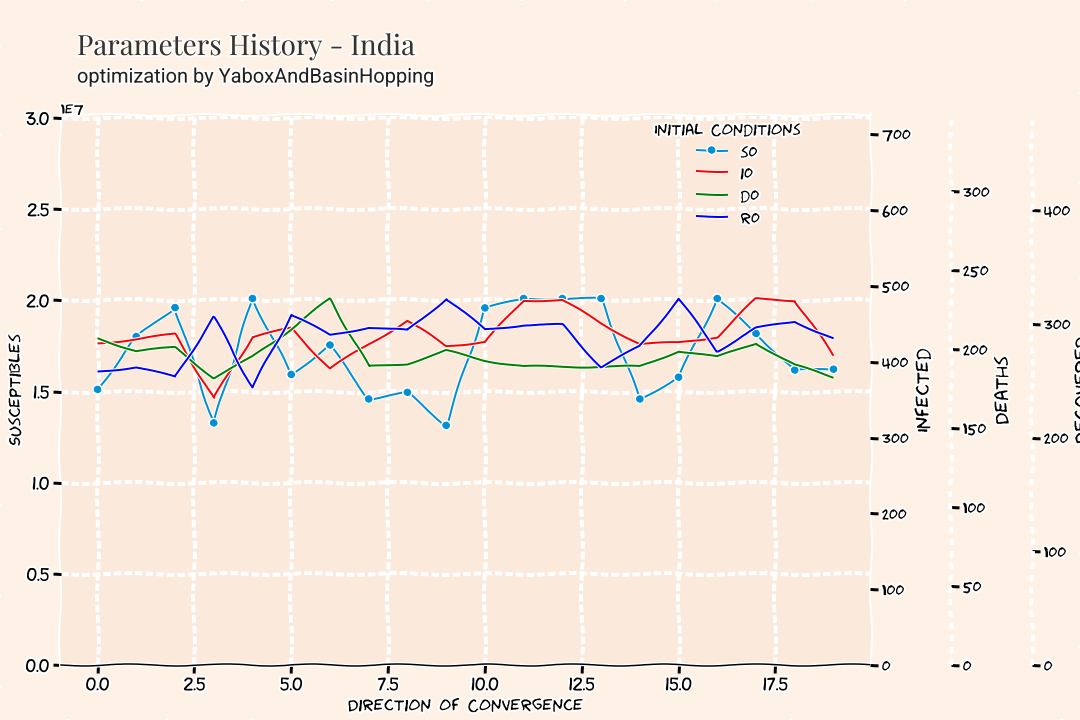 Parameters History - India
optimization by YaboxAndBasinHopping
1E7
INITIAL CONDITIONS
S0
I0
D0
R0
3.0
2.5
2.0
1.5
1.0
0.5
0.0
SUSCEPTIBLES
0.0 2.5 5.0 7.5 10.0 12.5 15.0 17.5
DIRECTION OF CONVERGENCE
700
600
500
400
300
200
100
0
INFECTED
300
250
200
150
100
50
0
DEATHS
400
300
200
100
0